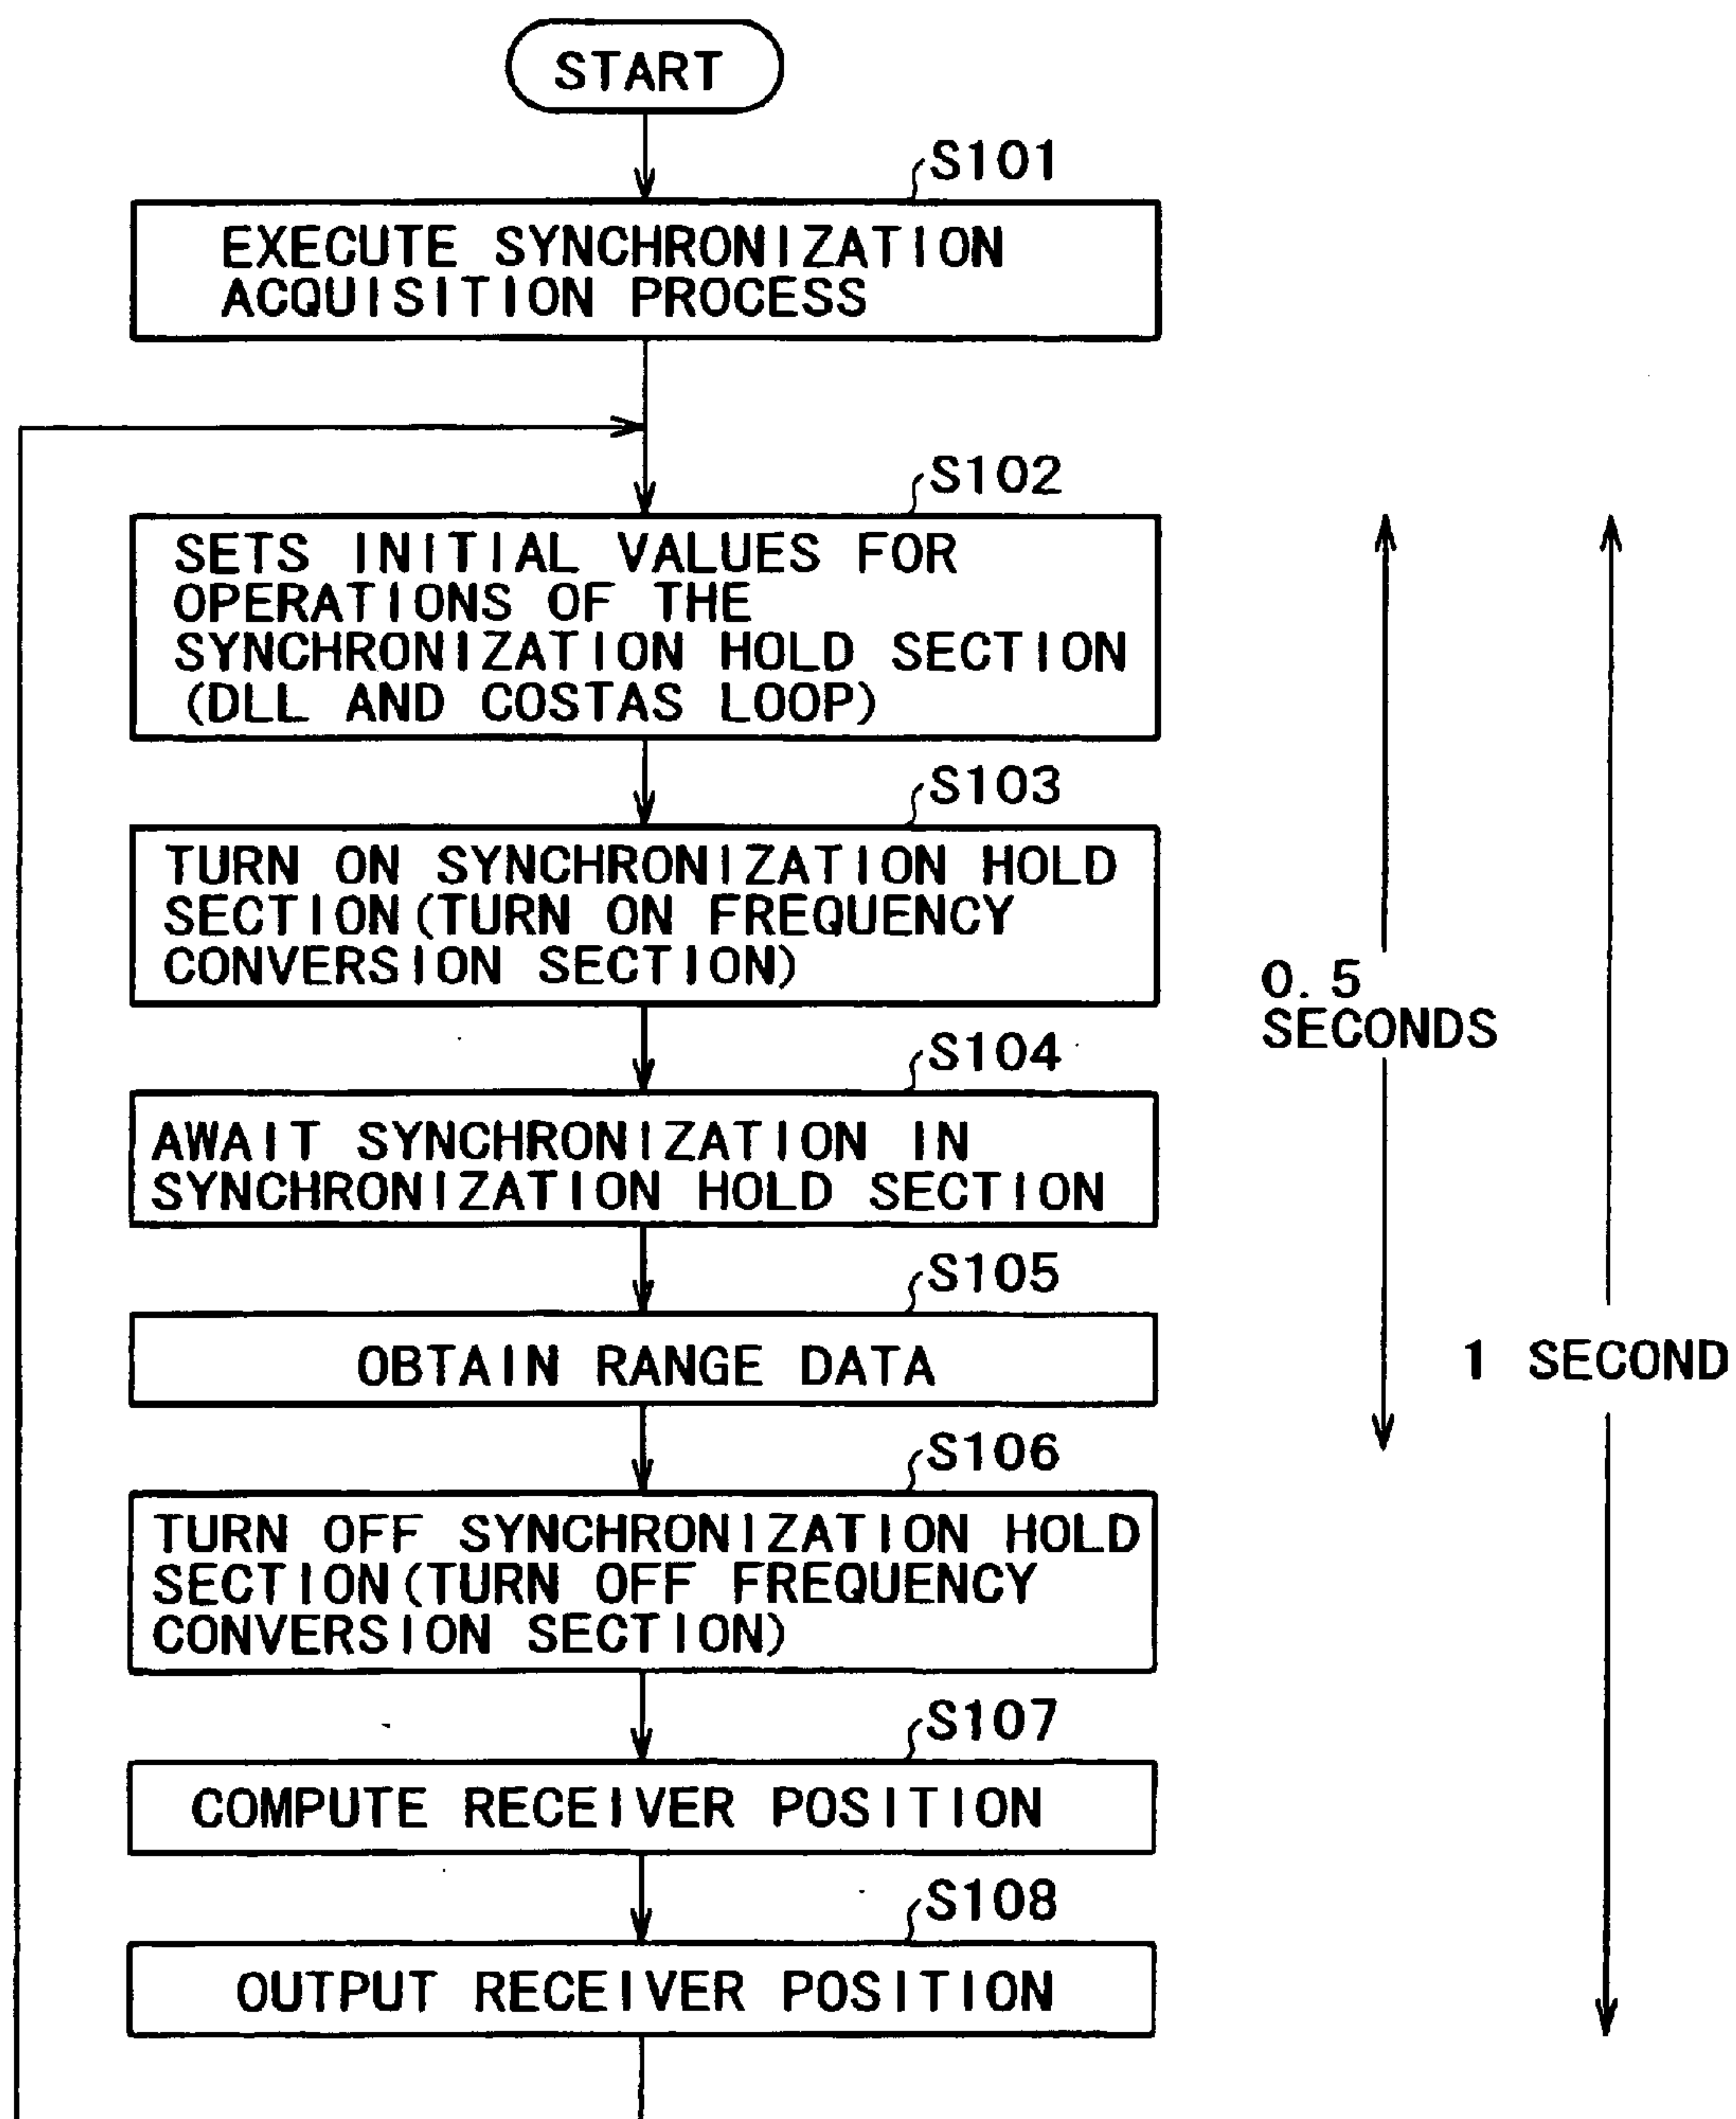 START
S101
EXECUTE SYNCHRONIZATION
ACQUISITION PROCESS
S102
SETS INITIAL VALUES FOR
OPERATIONS OF THE
SYNCHRONIZATION HOLD SECTION
(DLL AND COSTAS LOOP)
S103
TURN ON SYNCHRONIZATION HOLD
SECTION(TURN ON FREQUENCY
CONVERSION SECTION)
0.5
SECONDS
S104
AWAIT SYNCHRONIZATION IN
SYNCHRONIZATION HOLD SECTION
S105
OBTAIN RANGE DATA
1 SECOND
S106
TURN OFF SYNCHRONIZATION HOLD
SECTION(TURN OFF FREQUENCY
CONVERSION SECTION)
S107
COMPUTE RECEIVER POSITION
S108
OUTPUT RECEIVER POSITION